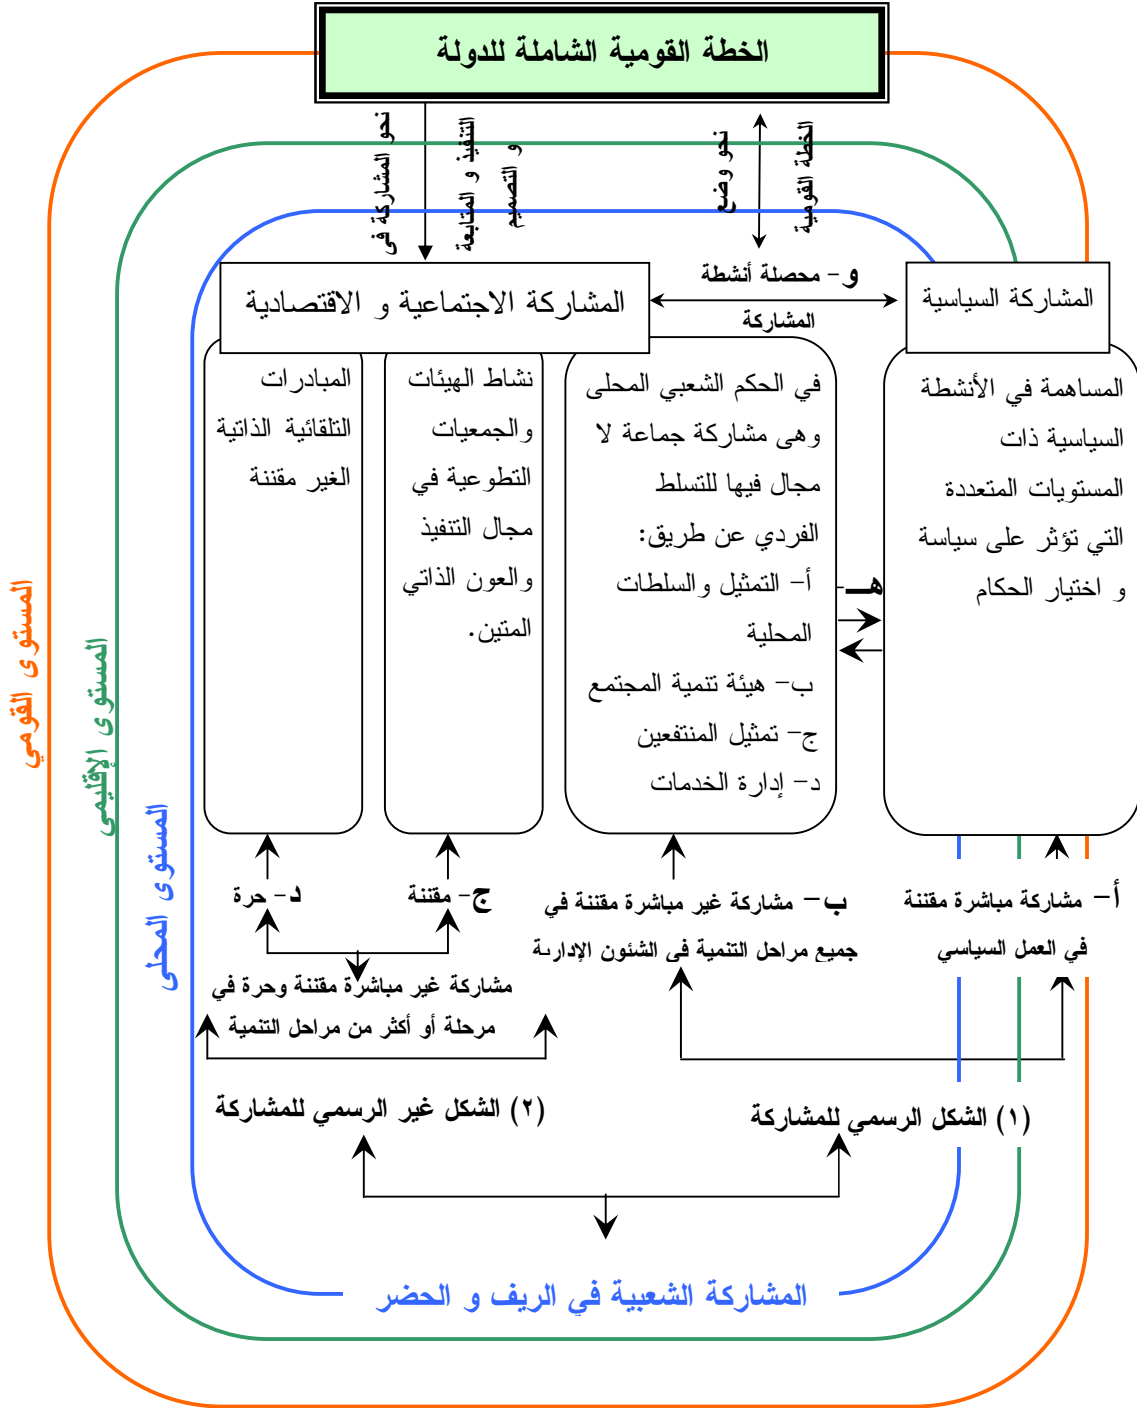 الخطة القومية الشاملة للدولة
نحو وضع
الخطة القومية
نحو المشاركة فى
التنفيذ و المتابعة
و التصميم
المشاركة السياسية
و- محصلة أنشطة
المشاركة
المشاركة الاجتماعية و الاقتصادية
المساهمة في الأنشطة
السياسية ذات
المستويات المتعددة
التي تؤثر على سياسة
و اختيار الحكام
هـ-
في الحكم الشعبي المحلى
وهى مشاركة جماعة لا
مجال فيها للتسلط
الفردي عن طريق:
أ- التمثيل والسلطات
المحلية
ب- هيئة تنمية المجتمع
ج- تمثيل المنتفعين
د- إدارة الخدمات
نشاط الهيئات
والجمعيات
التطوعية في
مجال التنفيذ
والعون الذاتي
المتين.
المبادرات
التلقائية الذاتية
الغير مقننة
أ- مشاركة مباشرة مقننة
في العمل السياسي
ب- مشاركة غير مباشرة مقننة في
جميع مراحل التنمية في الشئون الإدارية
ج- مقننة
د- حرة
مشاركة غير مباشرة مقننة وحرة في
مرحلة أو أكثر من مراحل التنمية
(١) الشكل الرسمي للمشاركة
(٢) الشكل غير الرسمي للمشاركة
المشاركة الشعبية في الريف و الحضر
المستوى المحلى
المستوى الإقليمى
المستوى القومي